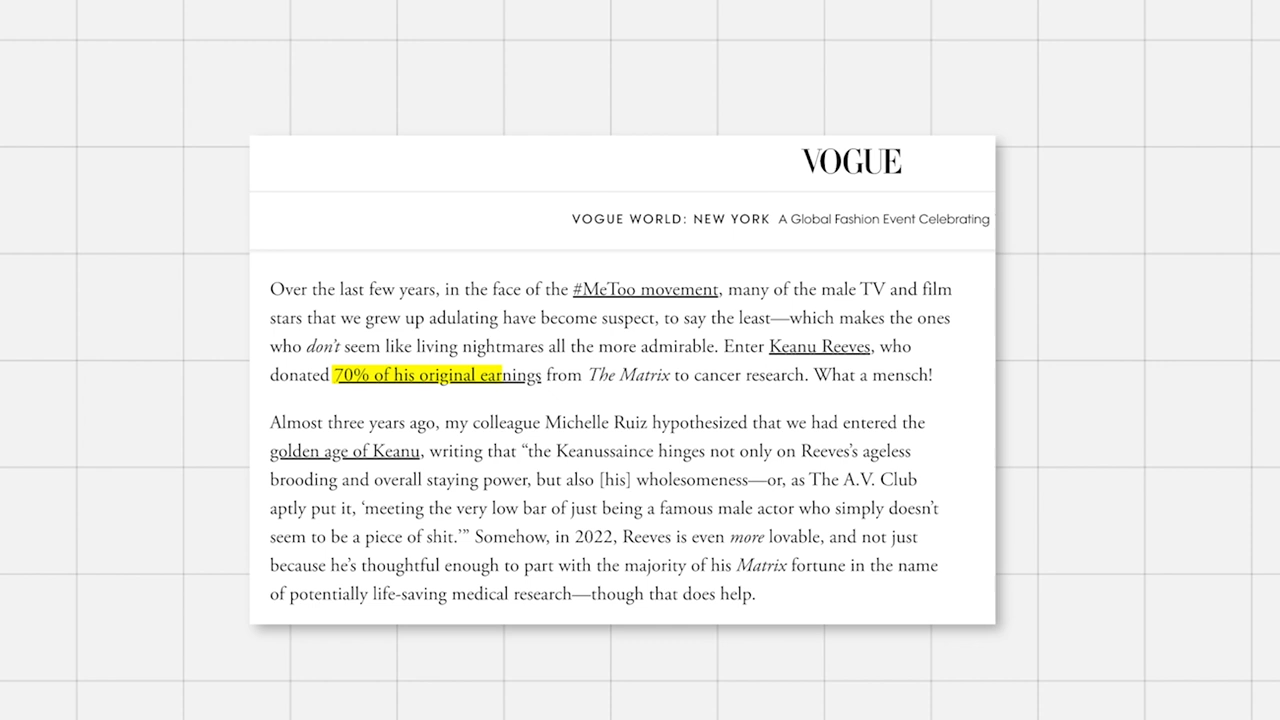 VOGUE
VOGUE WORLD: NEW YORK A Global Fashion Event Celebrating
Over the last few years, in the face of the #MeToo movement, many of the male TV and film
stars that we grew up adulating have become suspect, to say the least—which makes the ones
who don't seem like living nightmares all the more admirable. Enter Keanu Reeves, who
donated 70% of his original earnings from The Matrix to cancer research. What a mensch!
Almost three years ago, my colleague Michelle Ruiz hypothesized that we had entered the
golden age of Keanu, writing that “the Keanussaince hinges not only on Reeves’s ageless
brooding and overall staying power, but also [his] wholesomeness—or, as The A.V. Club
aptly put it, ‘meeting the very low bar of just being a famous male actor who simply doesn’t
seem to be a piece of shit.’” Somehow, in 2022, Reeves is even more lovable, and not just
because he’s thoughtful enough to part with the majority of his Matrix fortune in the name
of potentially life-saving medical research—though that does help.